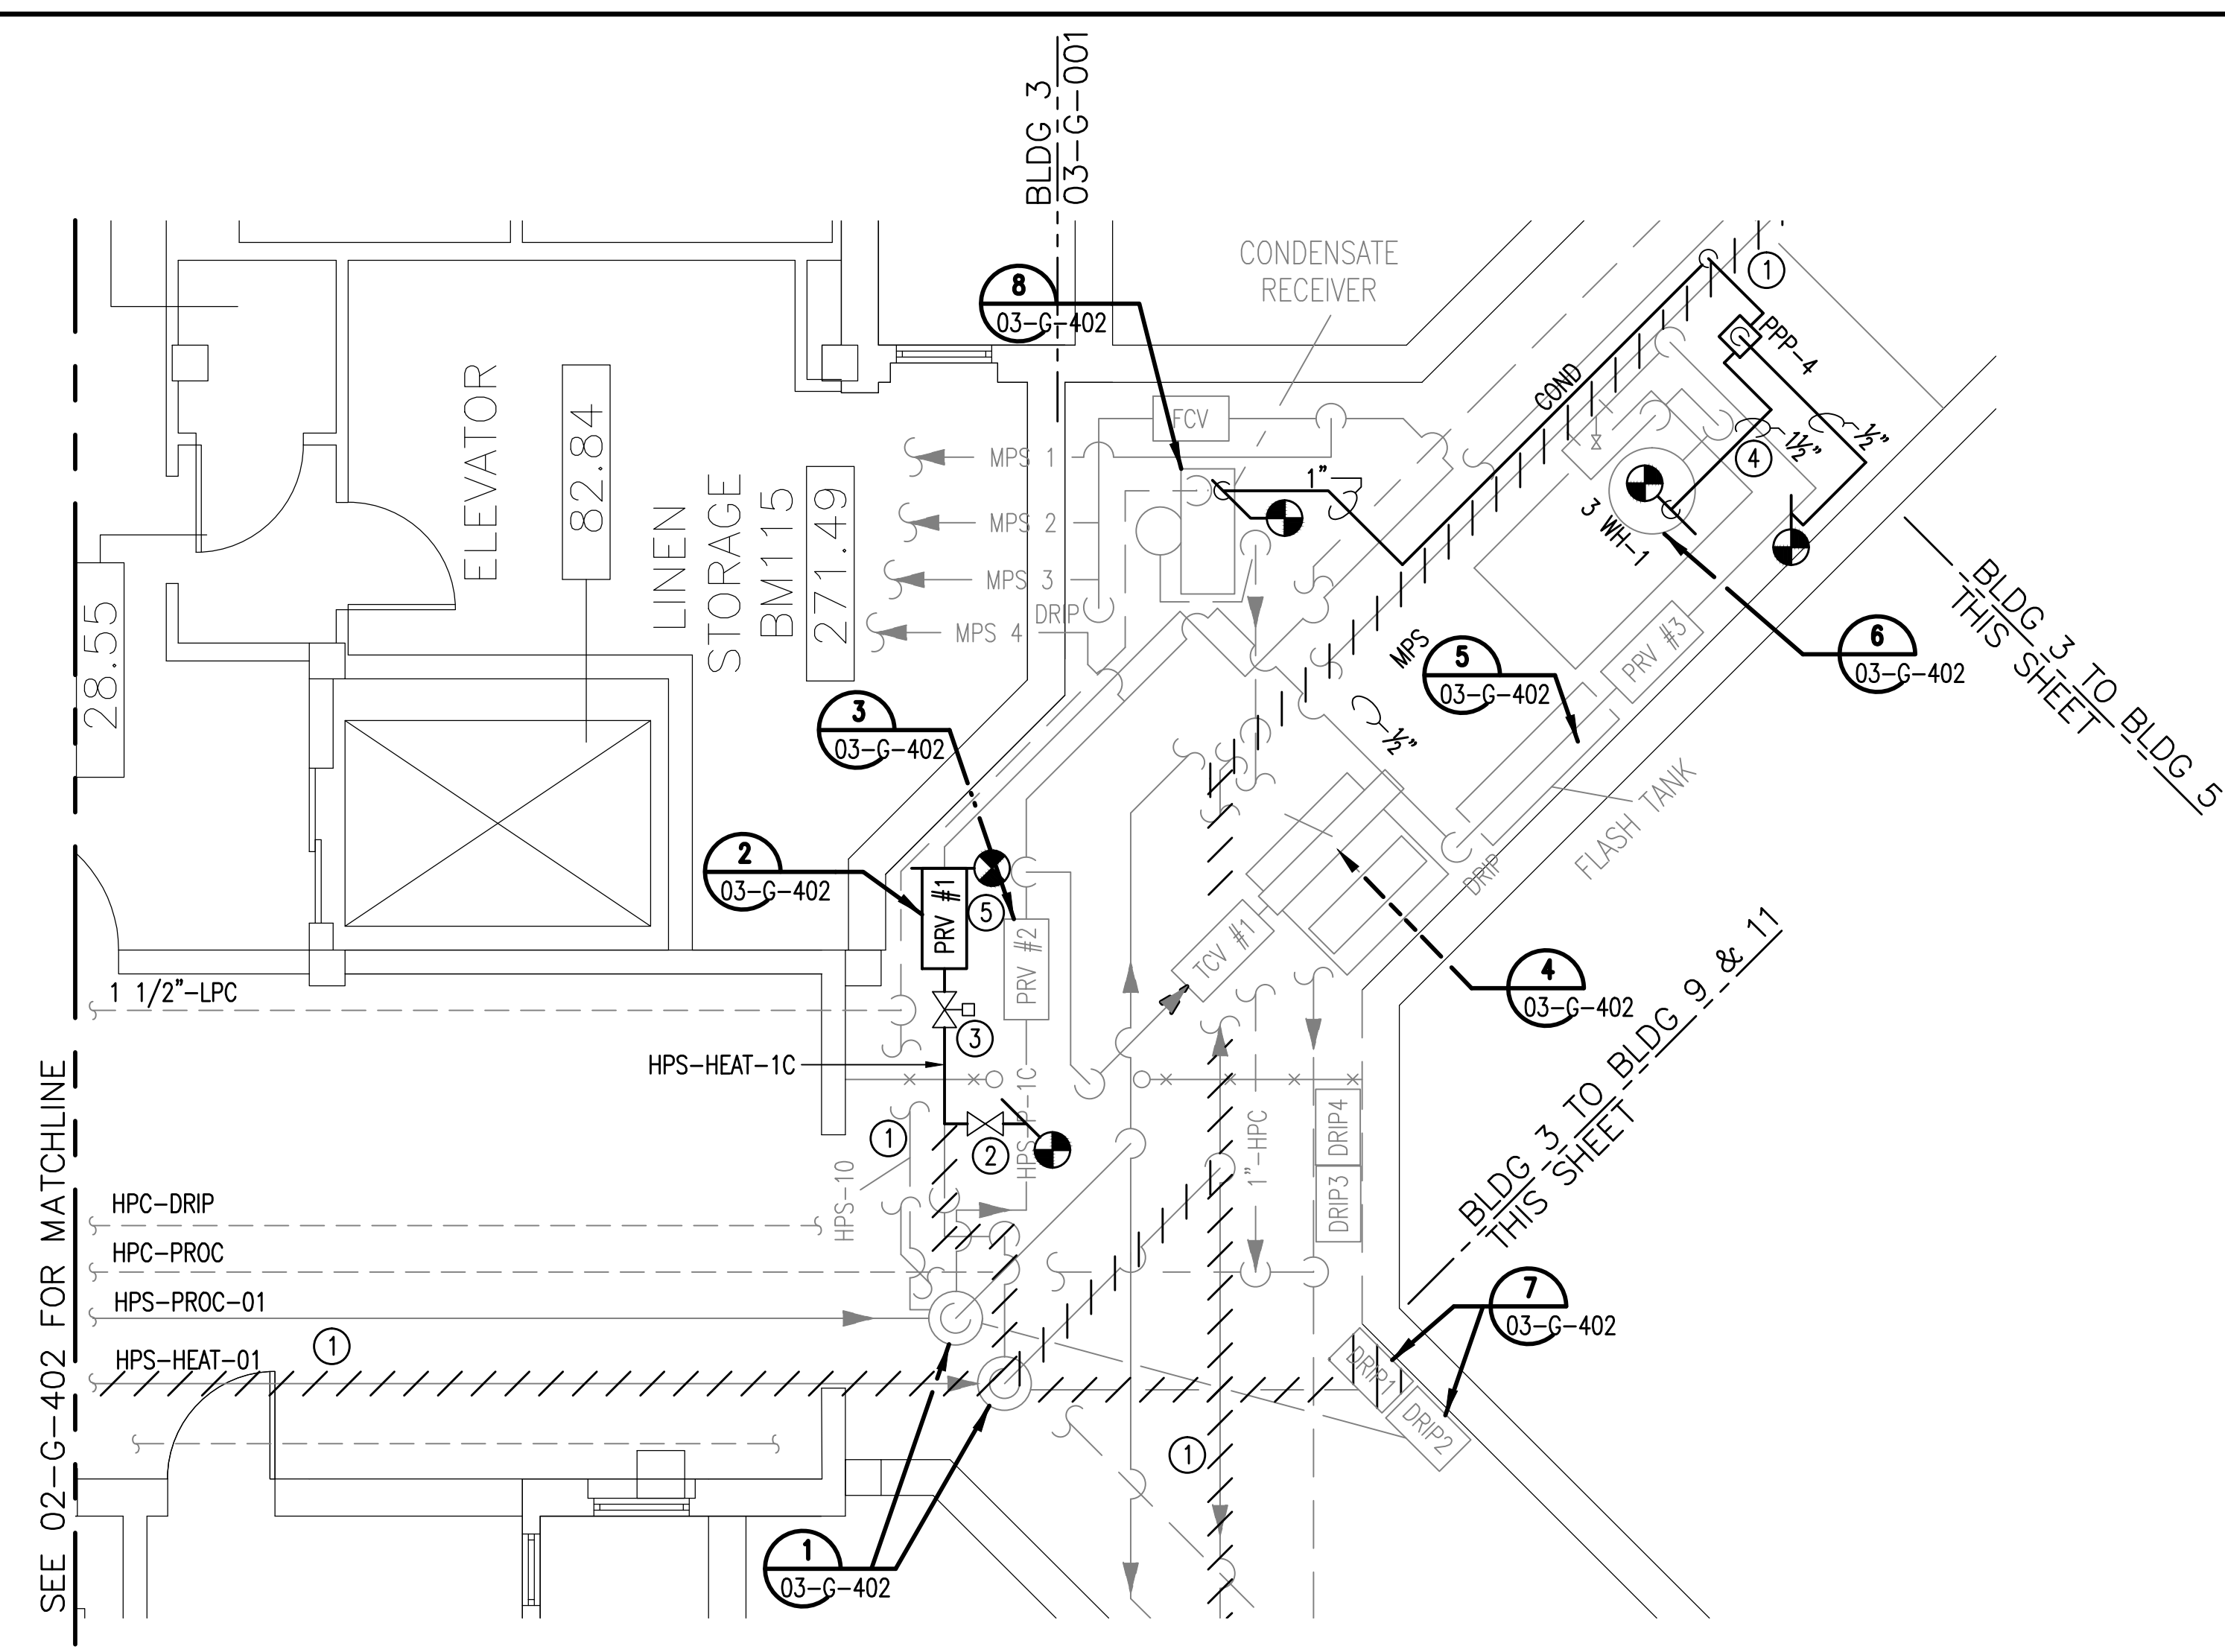 BLDG 3
03-G-001
CONDENSATE
RECEIVER
8
03-G-402
1
PPP-4
COND
FCV
1½"
½"
4
ELEVATOR
82.84
LINEN
STORAGE
BM115
271.49
MPS 1
MPS 2
MPS 3
MPS 4
DRIP
1"
3 WH-1
28.55
MPS
5
03-G-402
PRV #3
6
03-G-402
BLDG 3 TO BLDG 5
THIS SHEET
3
03-G-402
½"
FLASH TANK
DRIP
2
03-G-402
PRV #1
5
PRV #2
TCV #1
4
03-G-402
BLDG 3 TO BLDG 9 & 11
THIS SHEET
1 1/2"-LPC
3
HPS-HEAT-1C
1
2
1"-HPC
DRIP4
DRIP3
HPS-10
HPC-DRIP
HPC-PROC
HPS-PROC-01
HPS-HEAT-01
1
7
03-G-402
DRIP1
DRIP2
1
1
03-G-402
SEE 02-G-402 FOR MATCHLINE